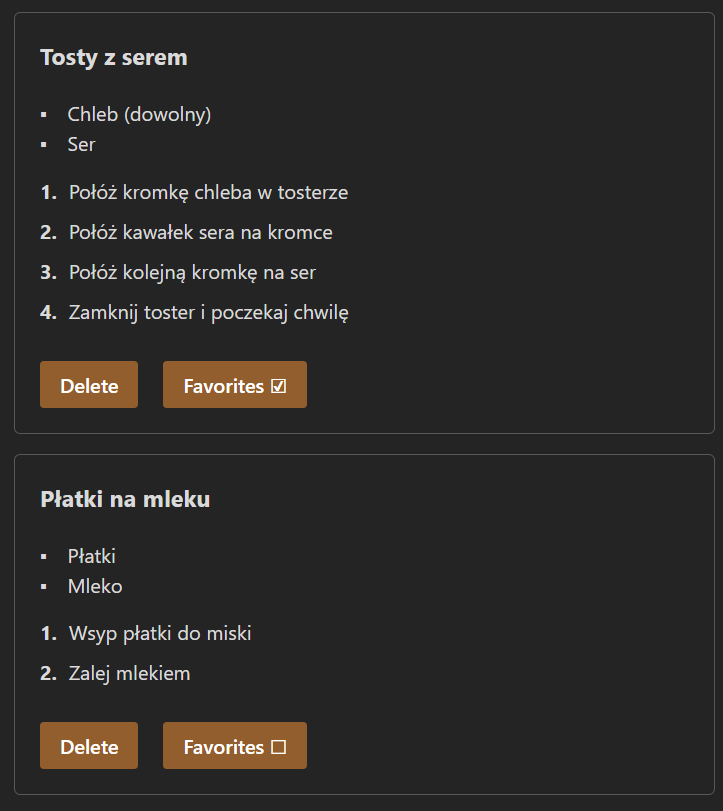 Tosty z serem
▪ Chleb (dowolny)
▪ Ser
1. Połóż kromkę chleba w tosterze
2. Połóż kawałek sera na kromce
3. Połóż kolejną kromkę na ser
4. Zamknij toster i poczekaj chwilę
Delete Favorites ☑
Płatki na mleku
▪ Płatki
▪ Mleko
1. Wsyp płatki do miski
2. Zalej mlekiem
Delete Favorites ☐